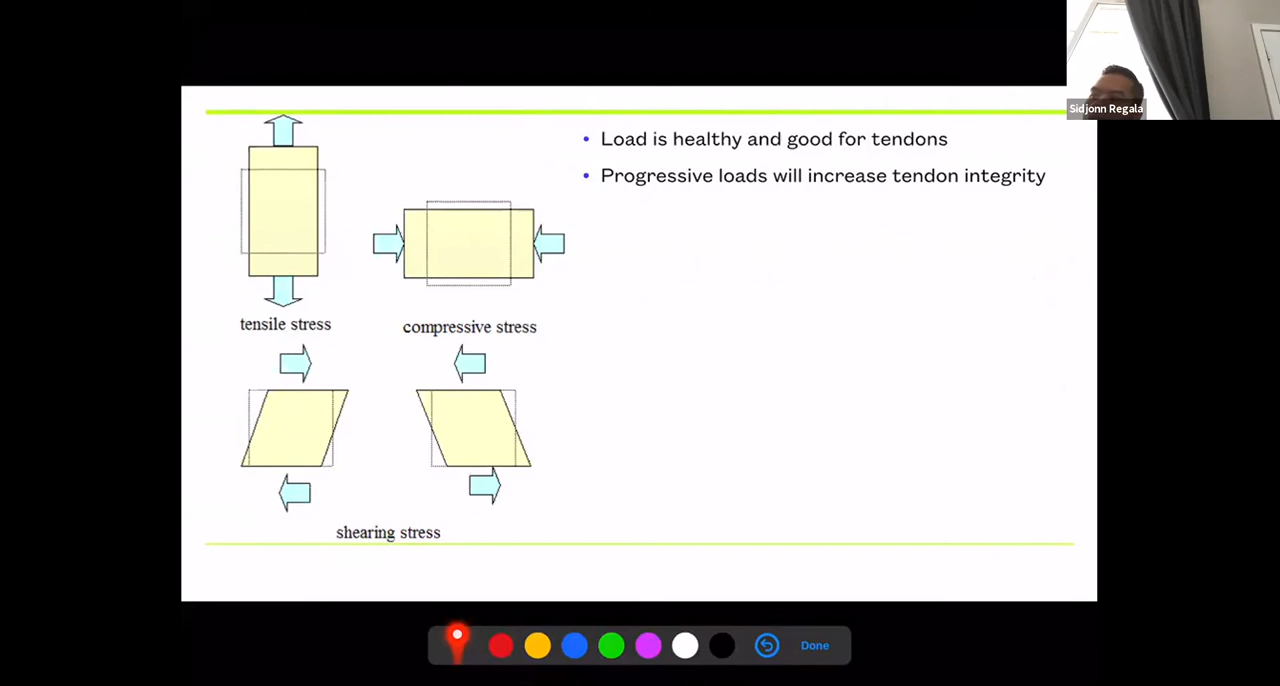 Sidjonn Regala
• Load is healthy and good for tendons
• Progressive loads will increase tendon integrity
tensile stress
compressive stress
shearing stress
Done